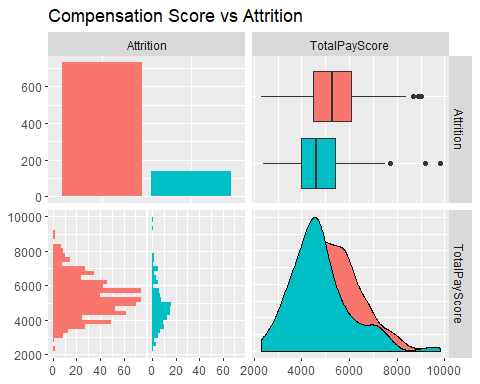 Compensation Score vs Attrition
Attrition
TotalPayScore
600
400
200
0
Attrition
10000
8000
6000
4000
2000
TotalPayScore
0 20 40 60 0 20 40 60
2000 4000 6000 8000 10000